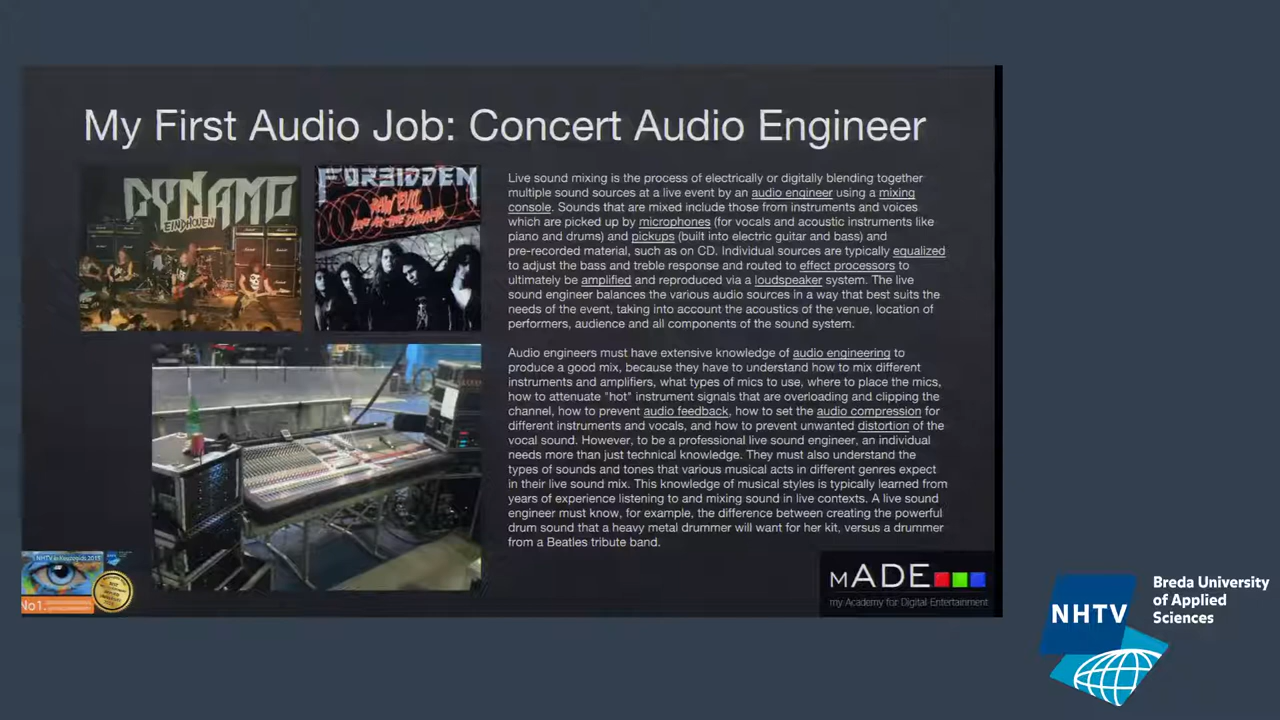 My First Audio Job: Concert Audio Engineer
DYNAMO
EINDHOVEN
FORBIDDEN
RAW EVIL
LIVE AT THE DYNAMO
Live sound mixing is the process of electrically or digitally blending together
multiple sound sources at a live event by an audio engineer using a mixing
console. Sounds that are mixed include those from instruments and voices
which are picked up by microphones (for vocals and acoustic instruments like
piano and drums) and pickups (built into electric guitar and bass) and
pre-recorded material, such as on CD. Individual sources are typically equalized
to adjust the bass and treble response and routed to effect processors to
ultimately be amplified and reproduced via a loudspeaker system. The live
sound engineer balances the various audio sources in a way that best suits the
needs of the event, taking into account the acoustics of the venue, location of
performers, audience and all components of the sound system.
Audio engineers must have extensive knowledge of audio engineering to
produce a good mix, because they have to understand how to mix different
instruments and amplifiers, what types of mics to use, where to place the mics,
how to attenuate "hot" instrument signals that are overloading and clipping the
channel, how to prevent audio feedback, how to set the audio compression for
different instruments and vocals, and how to prevent unwanted distortion of the
vocal sound. However, to be a professional live sound engineer, an individual
needs more than just technical knowledge. They must also understand the
types of sounds and tones that various musical acts in different genres expect
in their live sound mix. This knowledge of musical styles is typically learned from
years of experience listening to and mixing sound in live contexts. A live sound
engineer must know, for example, the difference between creating the powerful
drum sound that a heavy metal drummer will want for her kit, versus a drummer
from a Beatles tribute band.
No1.
mADE
my Academy for Digital Entertainment
NHTV
Breda University
of Applied
Sciences